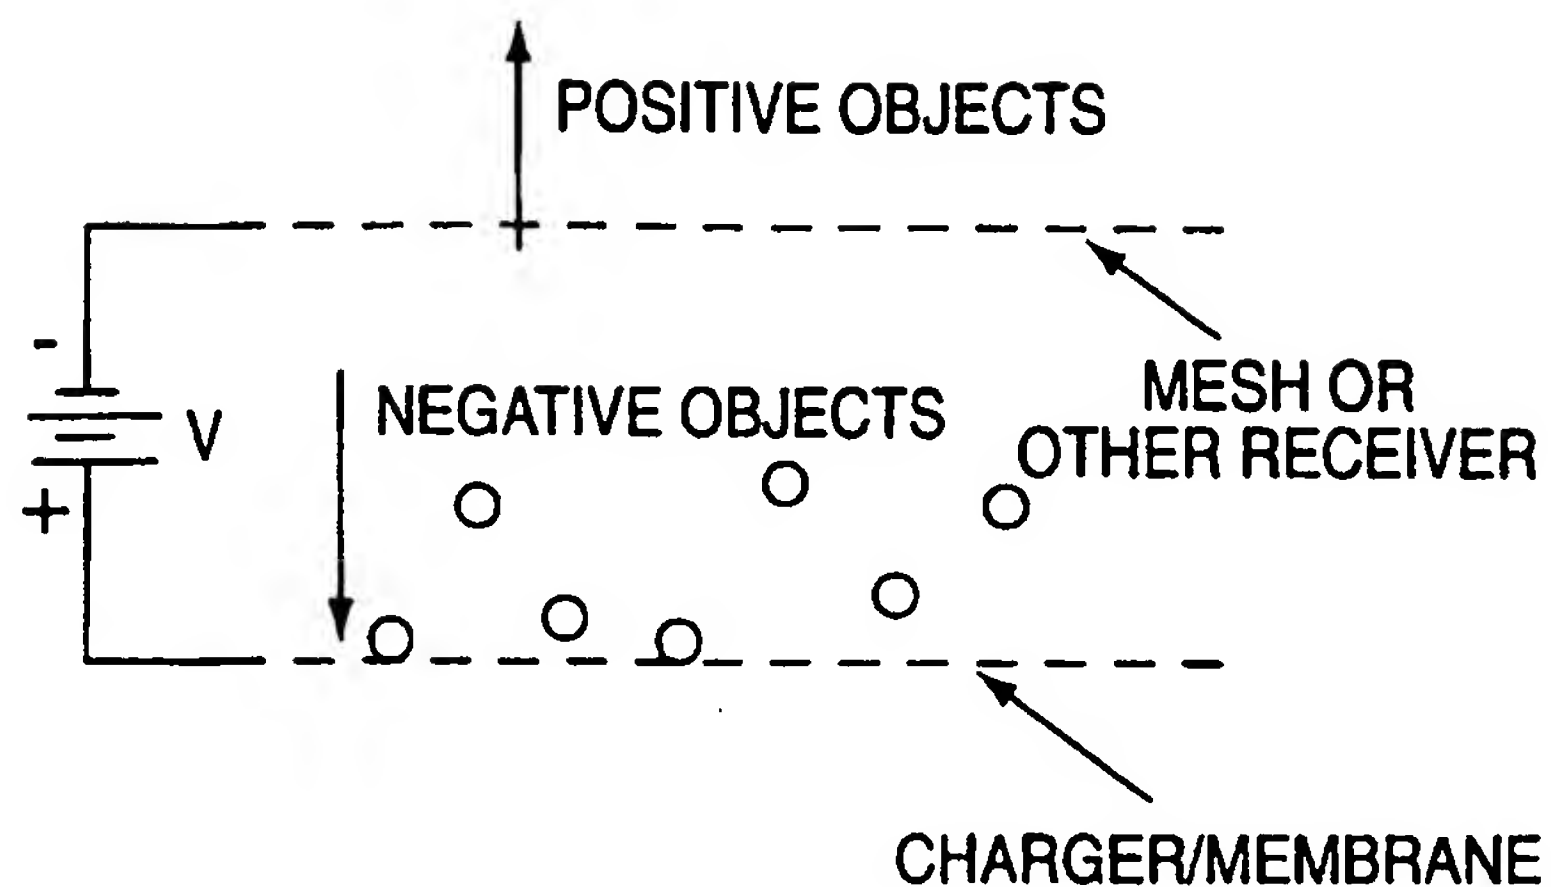 POSITIVE OBJECTS
-
V
+
NEGATIVE OBJECTS
MESH OR
OTHER RECEIVER
CHARGER/MEMBRANE